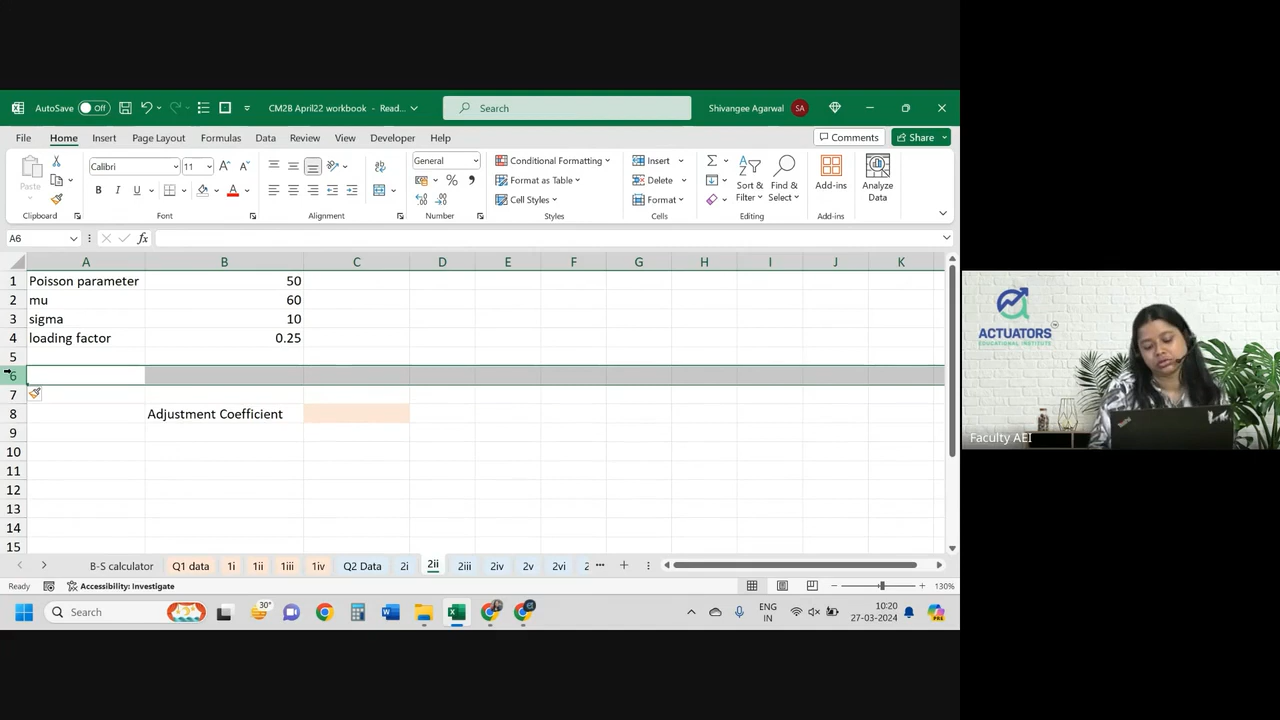 AutoSave Off CM2B April22 workbook - Read... Search Shivangee Agarwal SA
File Home Insert Page Layout Formulas Data Review View Developer Help Comments Share
Paste Calibri 11 B I U A A A General % , Conditional Formatting Format as Table Cell Styles Insert Delete Format Sort & Filter Find & Select Add-ins Analyze Data
Clipboard Font Alignment Number Styles Cells Editing Add-ins
A6 fx
A B C D E F G H I J K
1 Poisson parameter 50
2 mu 60
3 sigma 10
4 loading factor 0.25
5
6
7
8 Adjustment Coefficient
9
10
11
12
13
14
15
B-S calculator Q1 data 1i 1ii 1iii 1iv Q2 Data 2i 2ii 2iii 2iv 2v 2vi 2 ...
Ready Accessibility: Investigate 130%
Search 30° ENG IN 10:20 27-03-2024
ACTUATORS
EDUCATIONAL INSTITUTE
Faculty AEI